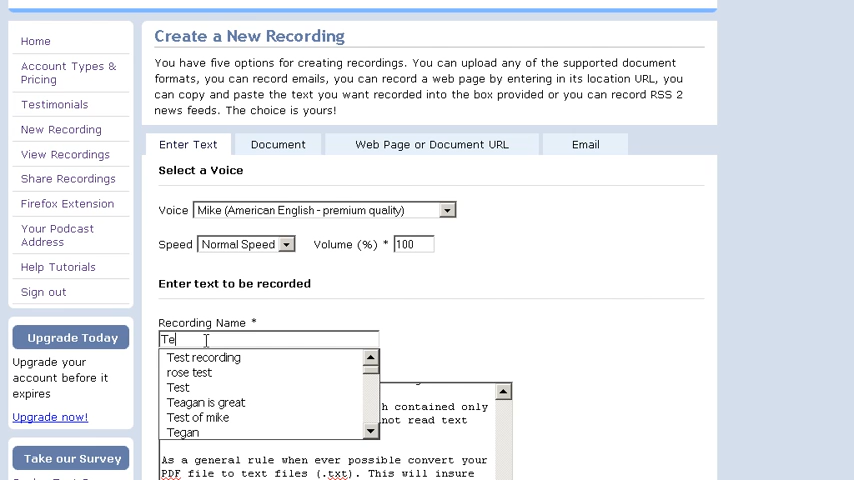 Home
Account Types &
Pricing
Testimonials
New Recording
View Recordings
Share Recordings
Firefox Extension
Your Podcast
Address
Help Tutorials
Sign out
Upgrade Today
Upgrade your
account before it
expires
Upgrade now!
Take our Survey
Create a New Recording
You have five options for creating recordings. You can upload any of the supported document
formats, you can record emails, you can record a web page by entering in its location URL, you
can copy and paste the text you want recorded into the box provided or you can record RSS 2
news feeds. The choice is yours!
Enter Text Document Web Page or Document URL Email
Select a Voice
Voice Mike (American English - premium quality)
Speed Normal Speed Volume (%) * 100
Enter text to be recorded
Recording Name *
Te
Test recording
rose test
Test
Teagan is great
Test of mike
Tegan
contained only
not read text
As a general rule when ever possible convert your
PDF file to text files (.txt). This will insure